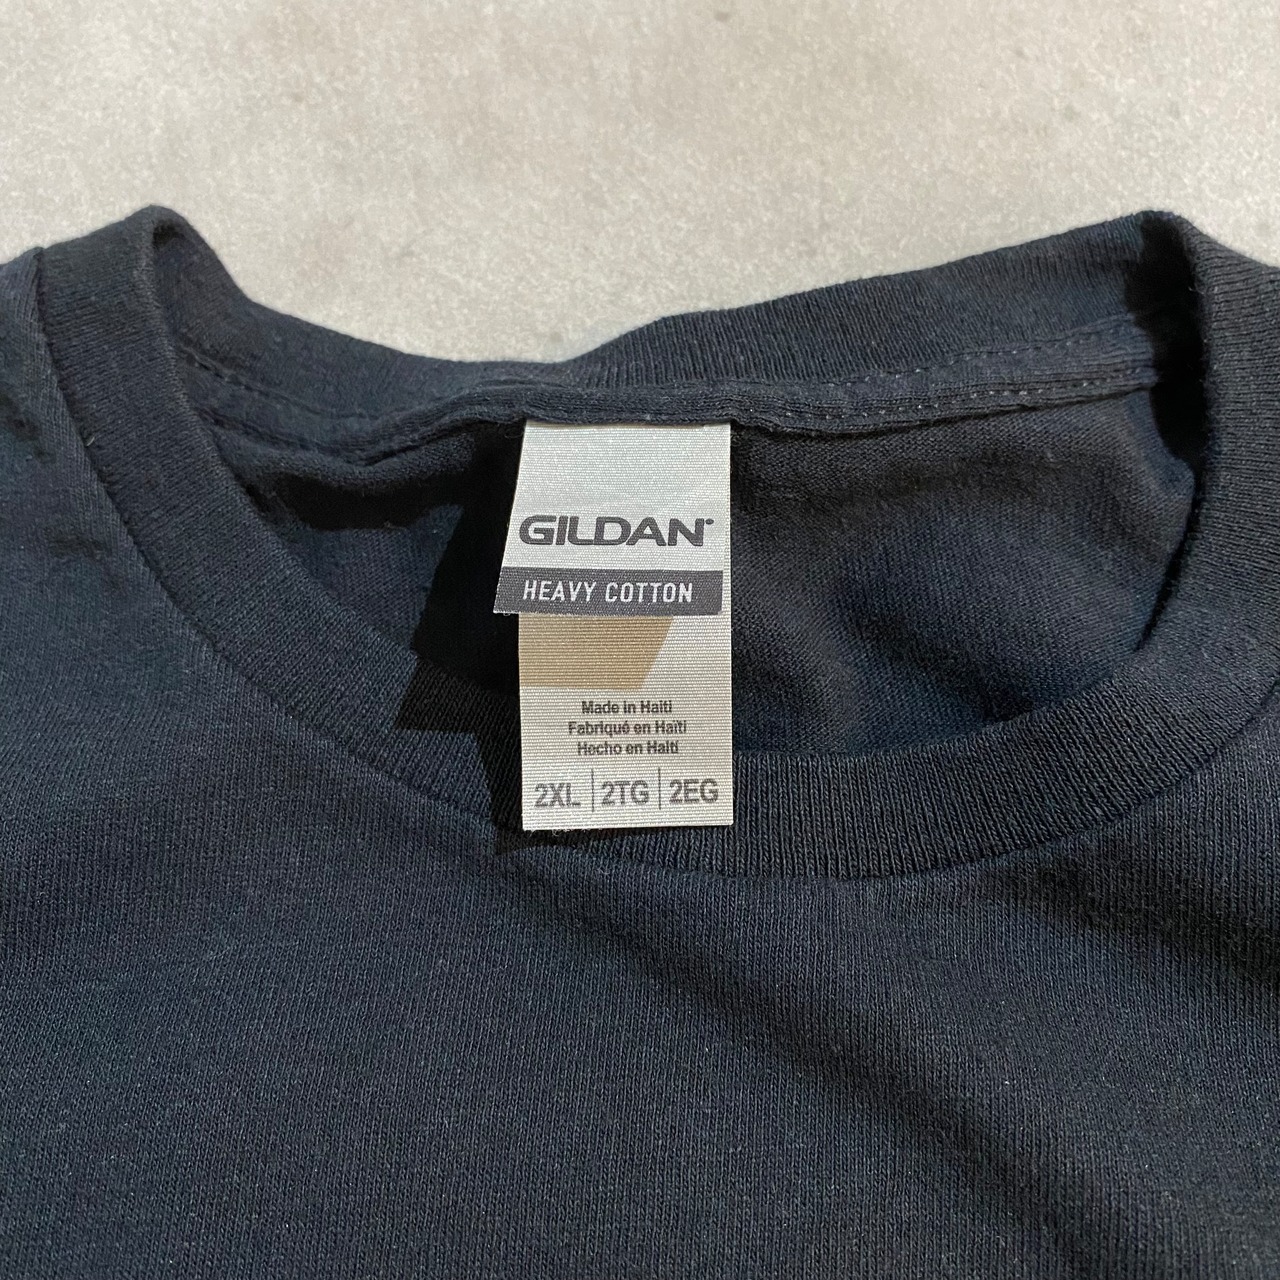 GILDAN
HEAVY COTTON
Made in Haiti
Fabriqué en Haïti
Hecho en Haití
2XL | 2TG | 2EG